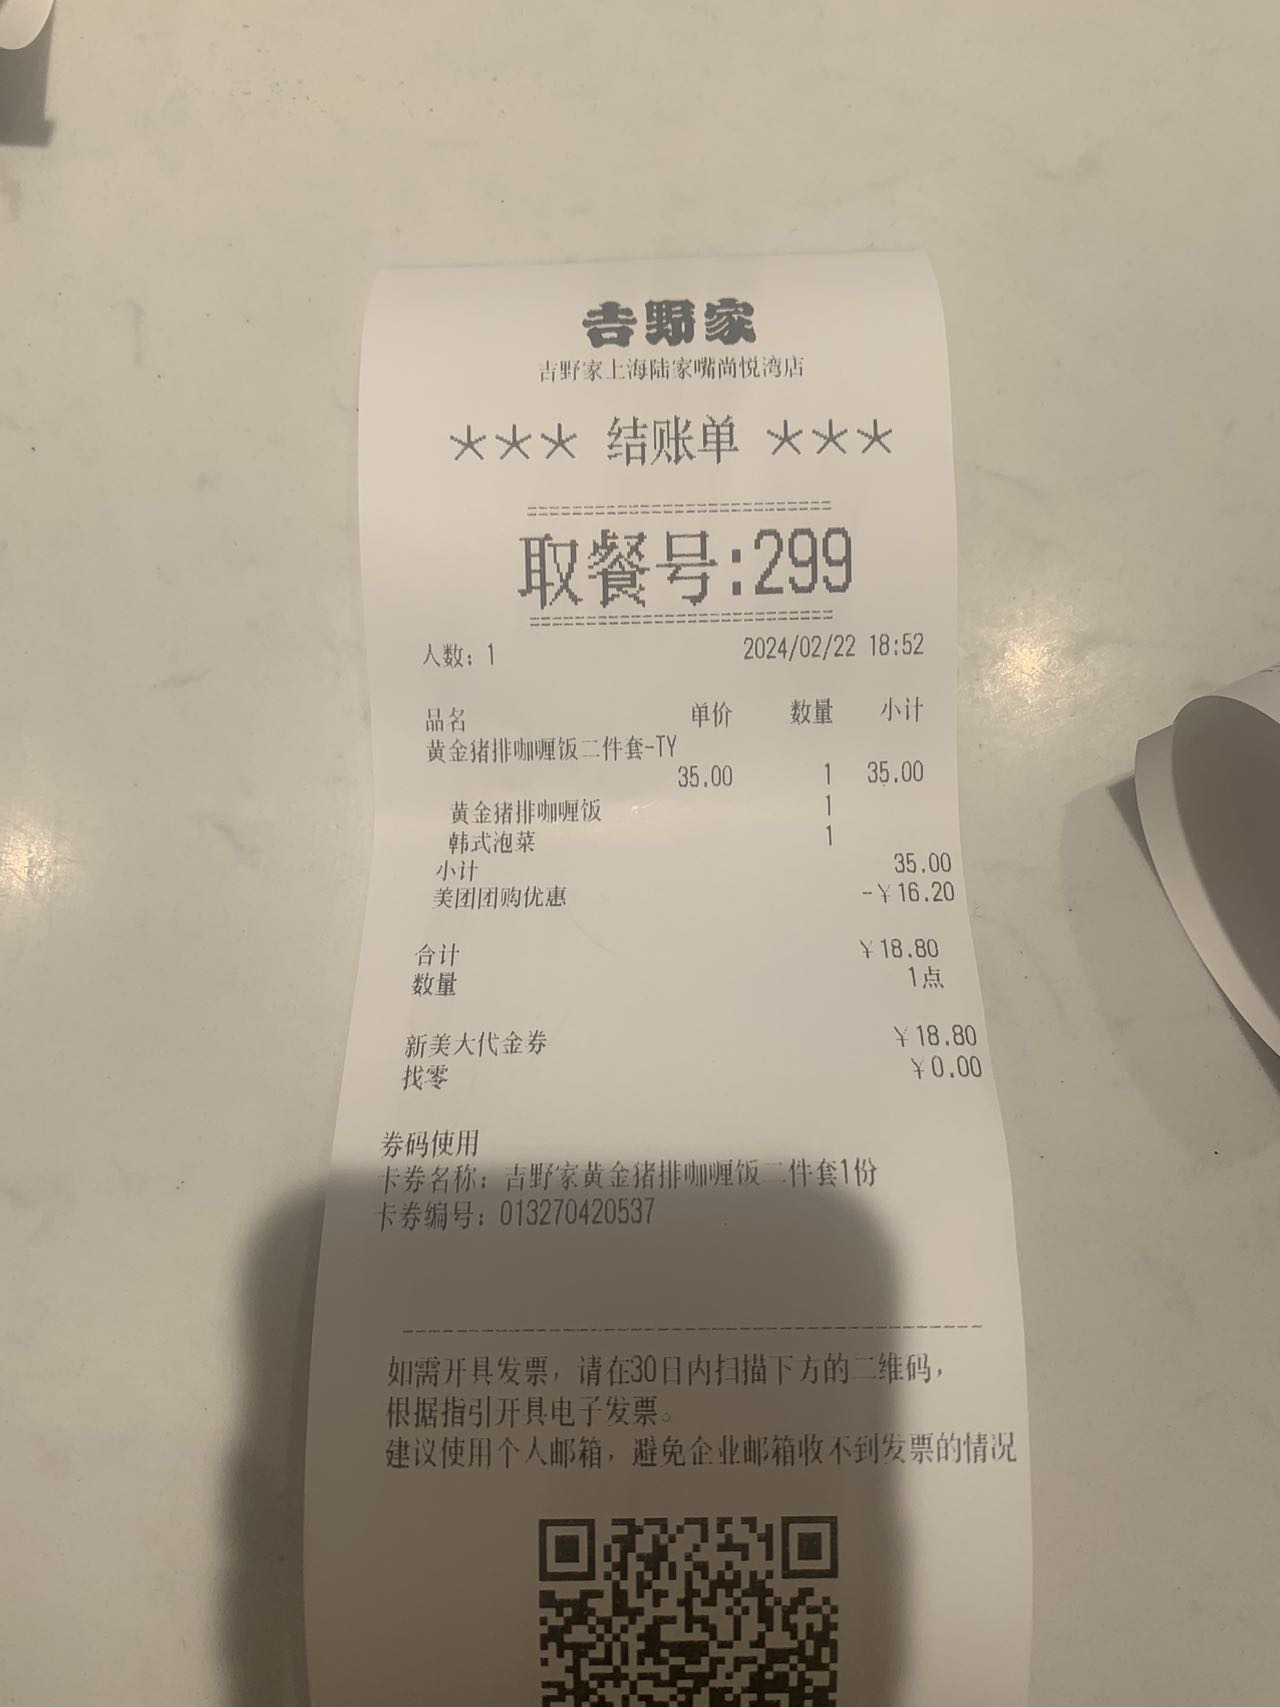 吉野家
吉野家上海陆家嘴尚悦湾店
*** 结账单 ***
取餐号:299
人数: 1 2024/02/22 18:52
品名 单价 数量 小计
黄金猪排咖喱饭二件套-TY
35.00 1 35.00
黄金猪排咖喱饭 1
韩式泡菜 1
小计 35.00
美团团购优惠 -¥16.20
合计 ¥18.80
数量 1点
新美大代金券 ¥18.80
找零 ¥0.00
券码使用
卡券名称: 吉野家黄金猪排咖喱饭二件套1份
卡券编号: 013270420537
如需开具发票, 请在30日内扫描下方的二维码,
根据指引开具电子发票。
建议使用个人邮箱, 避免企业邮箱收不到发票的情况